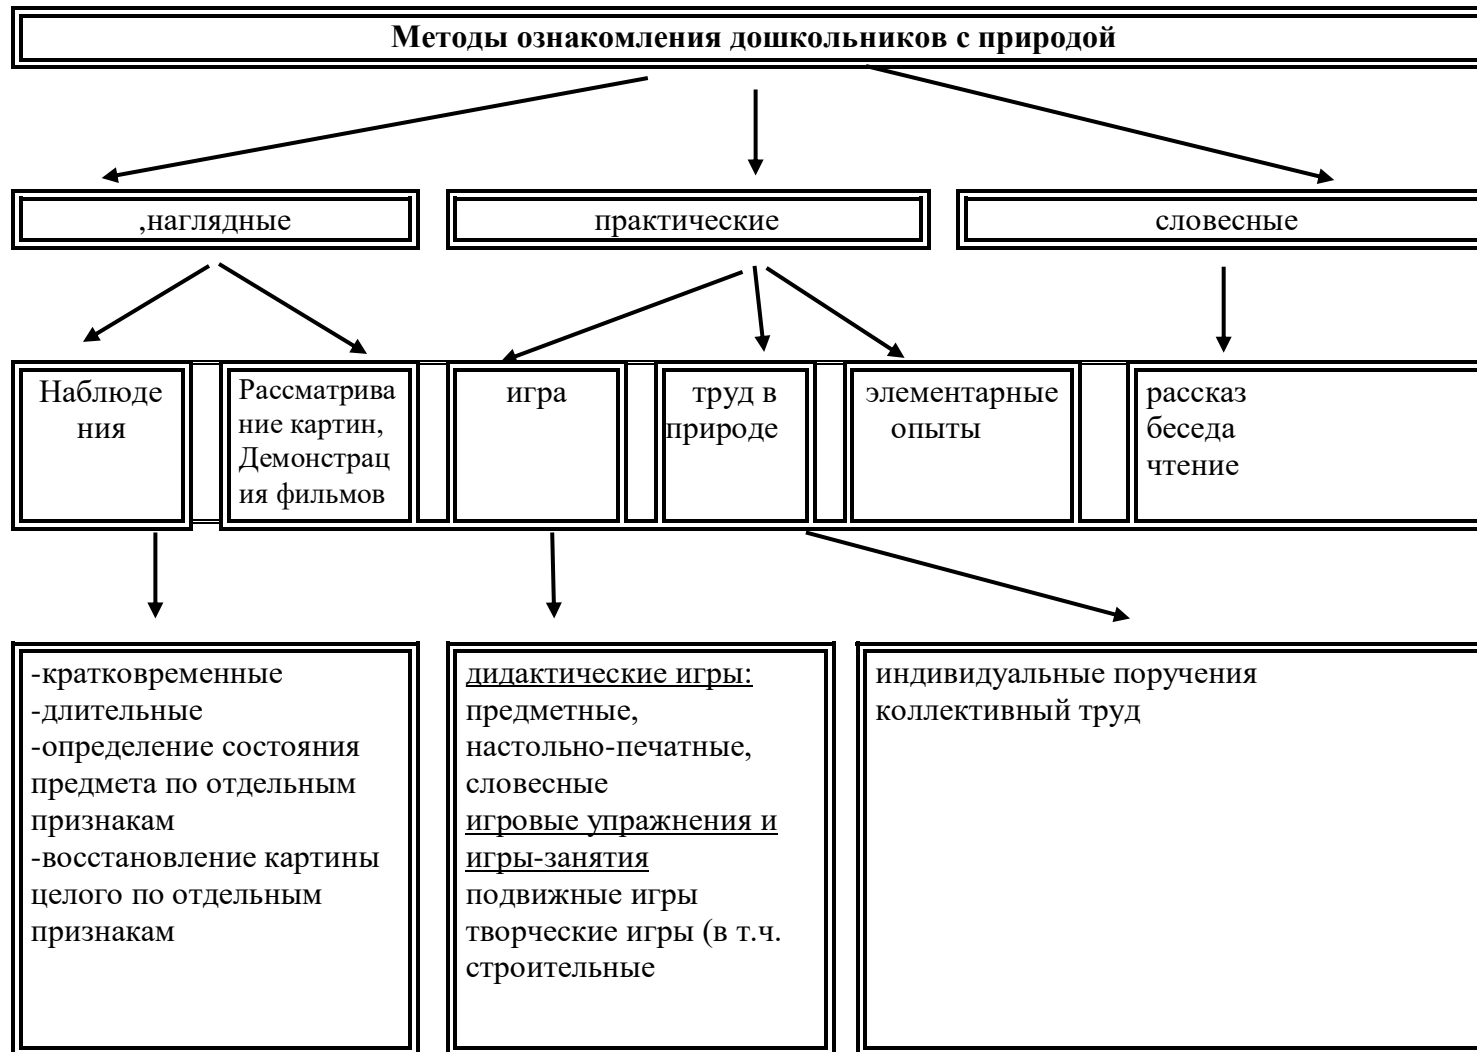 Методы ознакомления дошкольников с природой
,наглядные
практические
словесные
Наблюде
ния
Рассматрива
ние картин,
Демонстрац
ия фильмов
игра
труд в
природе
элементарные
опыты
рассказ
беседа
чтение
-кратковременные
-длительные
-определение состояния
предмета по отдельным
признакам
-восстановление картины
целого по отдельным
признакам
дидактические игры:
предметные,
настольно-печатные,
словесные
игровые упражнения и
игры-занятия
подвижные игры
творческие игры (в т.ч.
строительные
индивидуальные поручения
коллективный труд